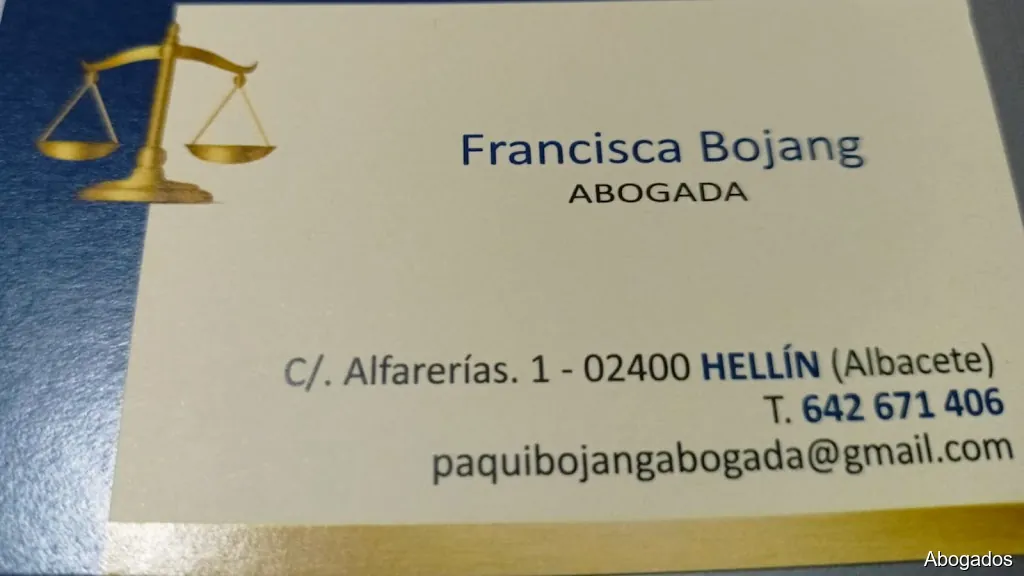 Francisca Bojang
ABOGADA
C/. Alfarerías. 1 - 02400 HELLÍN (Albacete)
T. 642 671 406
paquibojangabogada@gmail.com
Abogados